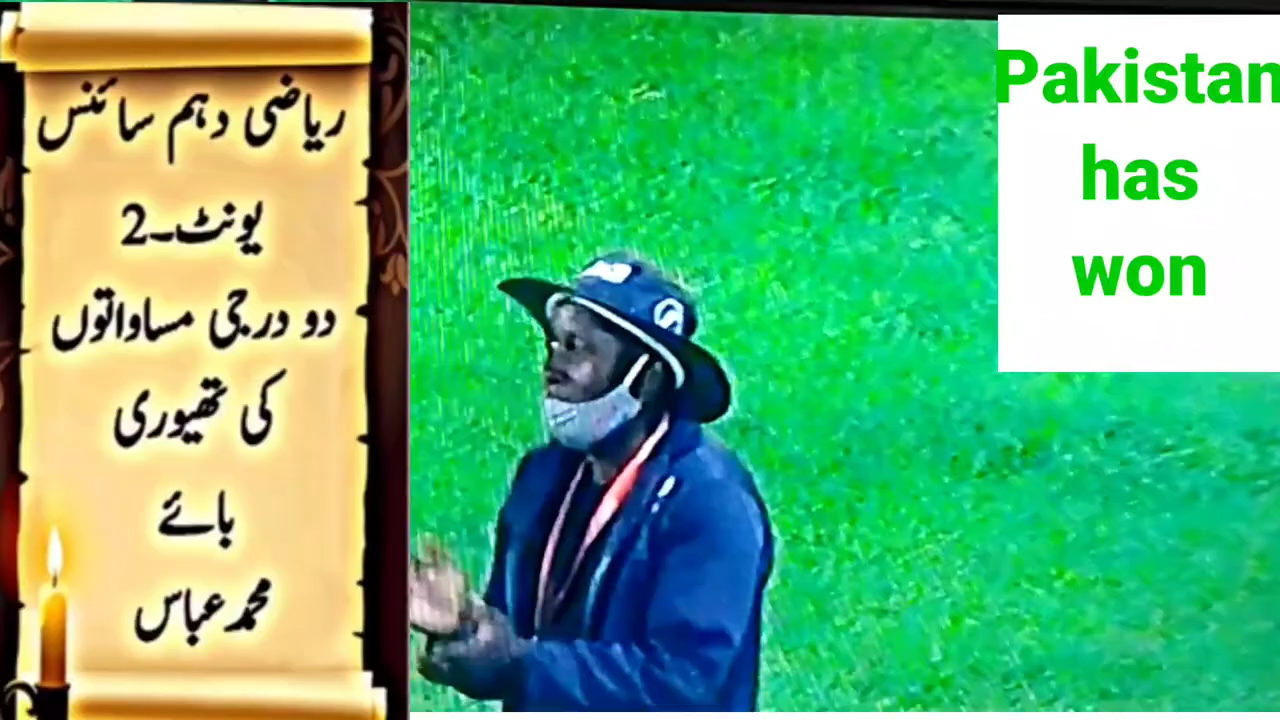 ریاضی دہم سائنس
یونٹ۔2
دو درجی مساواتوں
کی تھیوری
بائے
محمد عباس
Pakistan
has
won